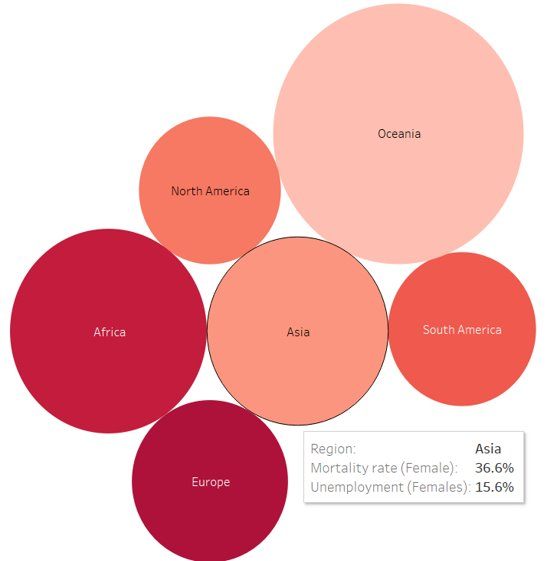 Oceania
North America
Africa
Asia
South America
Europe
Region: Asia
Mortality rate (Female): 36.6%
Unemployment (Females): 15.6%